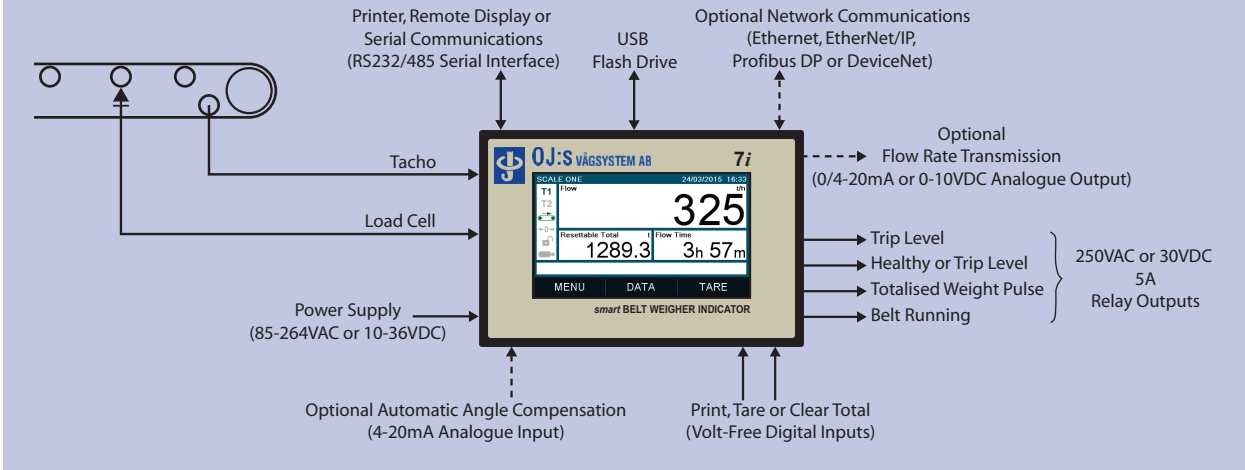 Printer, Remote Display or
Serial Communications
(RS232/485 Serial Interface)
USB
Flash Drive
Optional Network Communications
(Ethernet, EtherNet/IP,
Profibus DP or DeviceNet)
Tacho
Load Cell
Power Supply
(85-264VAC or 10-36VDC)
OJ:S VÅGSYSTEM AB
7i
SCALE ONE
24/03/2015 16:33
T1
T2
Flow
t/h
325
Resettable Total
t
1289.3
Flow Time
3h 57m
MENU
DATA
TARE
smart BELT WEIGHER INDICATOR
Optional
Flow Rate Transmission
(0/4-20mA or 0-10VDC Analogue Output)
Trip Level
Healthy or Trip Level
Totalised Weight Pulse
Belt Running
250VAC or 30VDC
5A
Relay Outputs
Optional Automatic Angle Compensation
(4-20mA Analogue Input)
Print, Tare or Clear Total
(Volt-Free Digital Inputs)